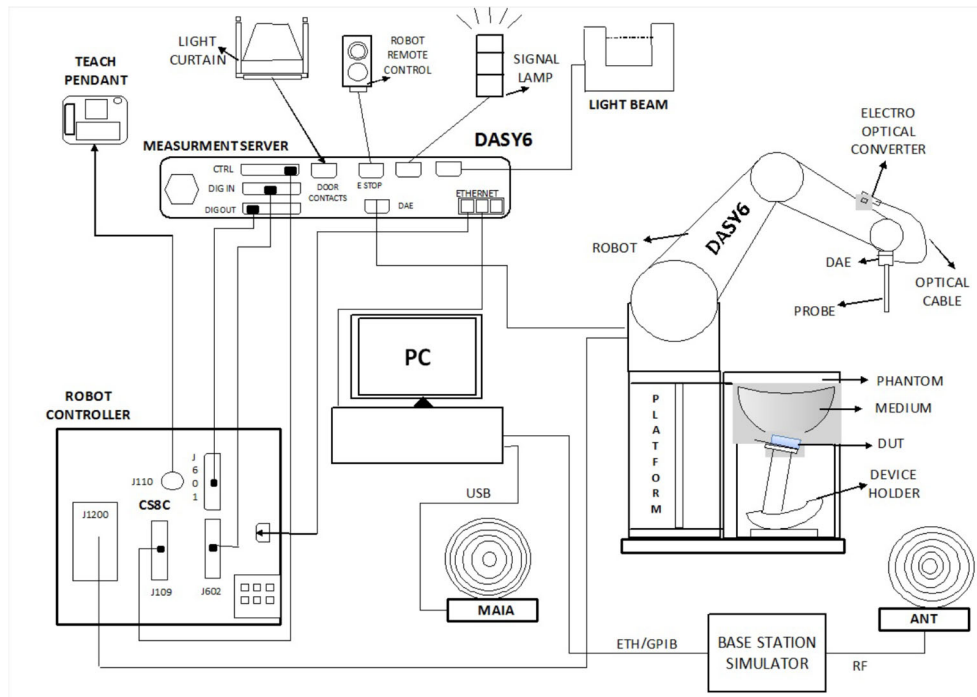 LIGHT
CURTAIN
ROBOT
REMOTE
CONTROL
SIGNAL
LAMP
LIGHT BEAM
TEACH
PENDANT
MEASURMENT SERVER
DASY6
CTRL
DIG IN
DIG OUT
DOOR
CONTACTS
E STOP
DAE
ETHERNET
ELECTRO
OPTICAL
CONVERTER
ROBOT
DASY6
DAE
OPTICAL
CABLE
PROBE
PC
PLATFORM
PHANTOM
MEDIUM
DUT
DEVICE
HOLDER
ROBOT
CONTROLLER
J110
J601
CS8C
J1200
J109
J602
USB
MAIA
ETH/GPIB
BASE STATION
SIMULATOR
RF
ANT